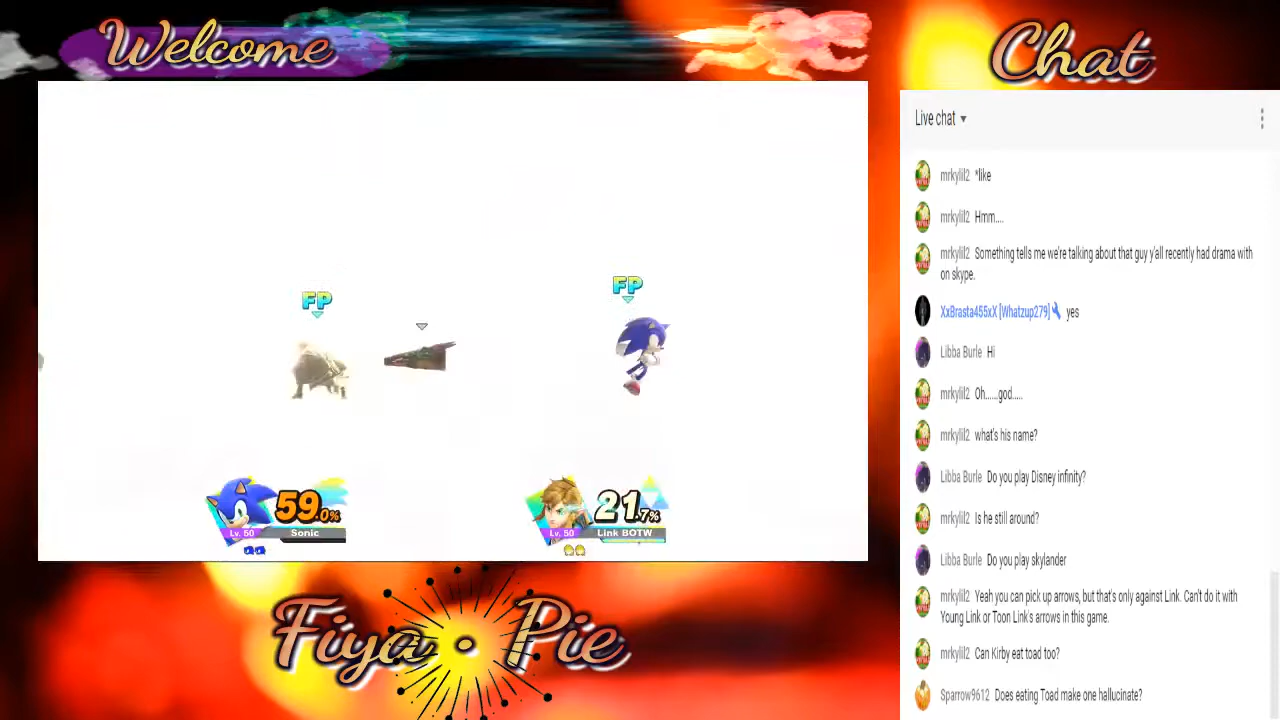 Welcome
Chat
Live chat
mrkylil2 *like
mrkylil2 Hmm....
mrkylil2 Something tells me we're talking about that guy y'all recently had drama with
on skype.
XxBrasta455xX [Whatzup279] yes
Libba Burle Hi
mrkylil2 Oh......god.....
mrkylil2 what's his name?
Libba Burle Do you play Disney infinity?
mrkylil2 Is he still around?
Libba Burle Do you play skylander
mrkylil2 Yeah you can pick up arrows, but that's only against Link. Can't do it with
Young Link or Toon Link's arrows in this game.
mrkylil2 Can Kirby eat toad too?
Sparrow9612 Does eating Toad make one hallucinate?
FP
FP
59.0%
Lv. 50 Sonic
21.7%
Lv. 50 Link BOTW
Fiya • Pie